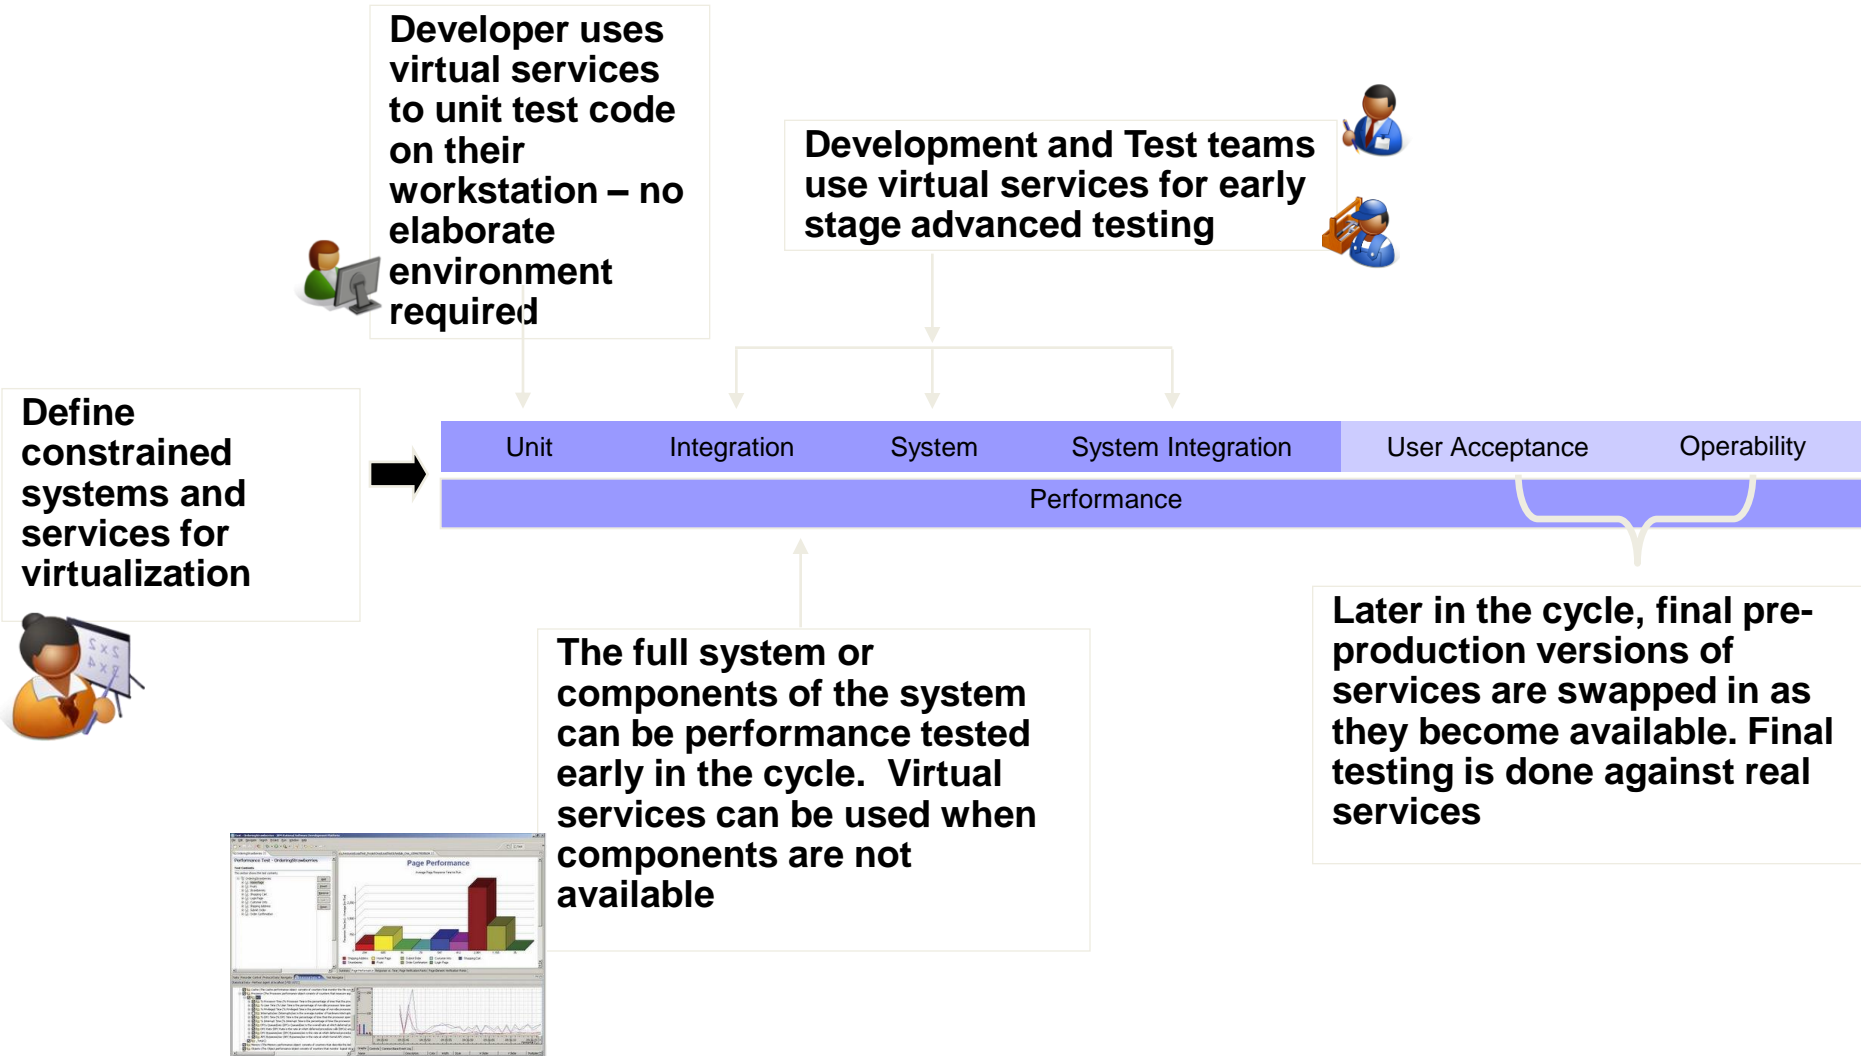 Developer uses
virtual services
to unit test code
on their
workstation – no
elaborate
environment
required
Development and Test teams
use virtual services for early
stage advanced testing
Define
constrained
systems and
services for
virtualization
Unit
Integration
System
System Integration
User Acceptance
Operability
Performance
The full system or
components of the system
can be performance tested
early in the cycle.  Virtual
services can be used when
components are not
available
Later in the cycle, final pre-
production versions of
services are swapped in as
they become available. Final
testing is done against real
services
Performance Test - OrderingStrawberries
Page Performance